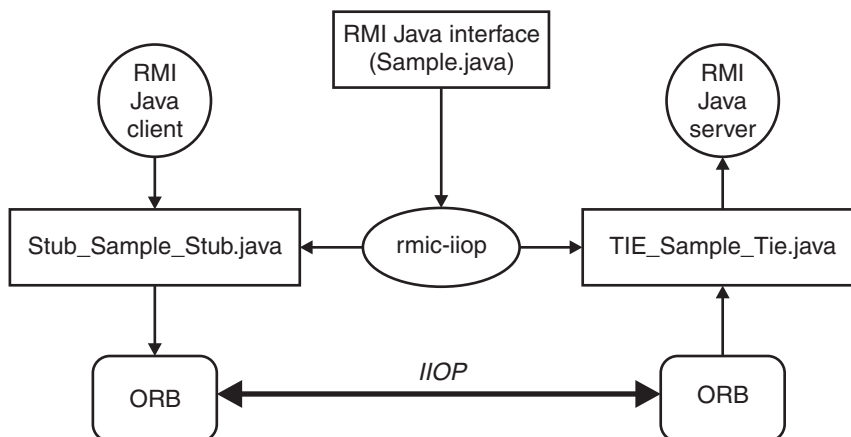 RMI
Java
client
RMI Java interface
(Sample.java)
RMI
Java
server
Stub_Sample_Stub.java
rmic-iiop
TIE_Sample_Tie.java
ORB
IIOP
ORB